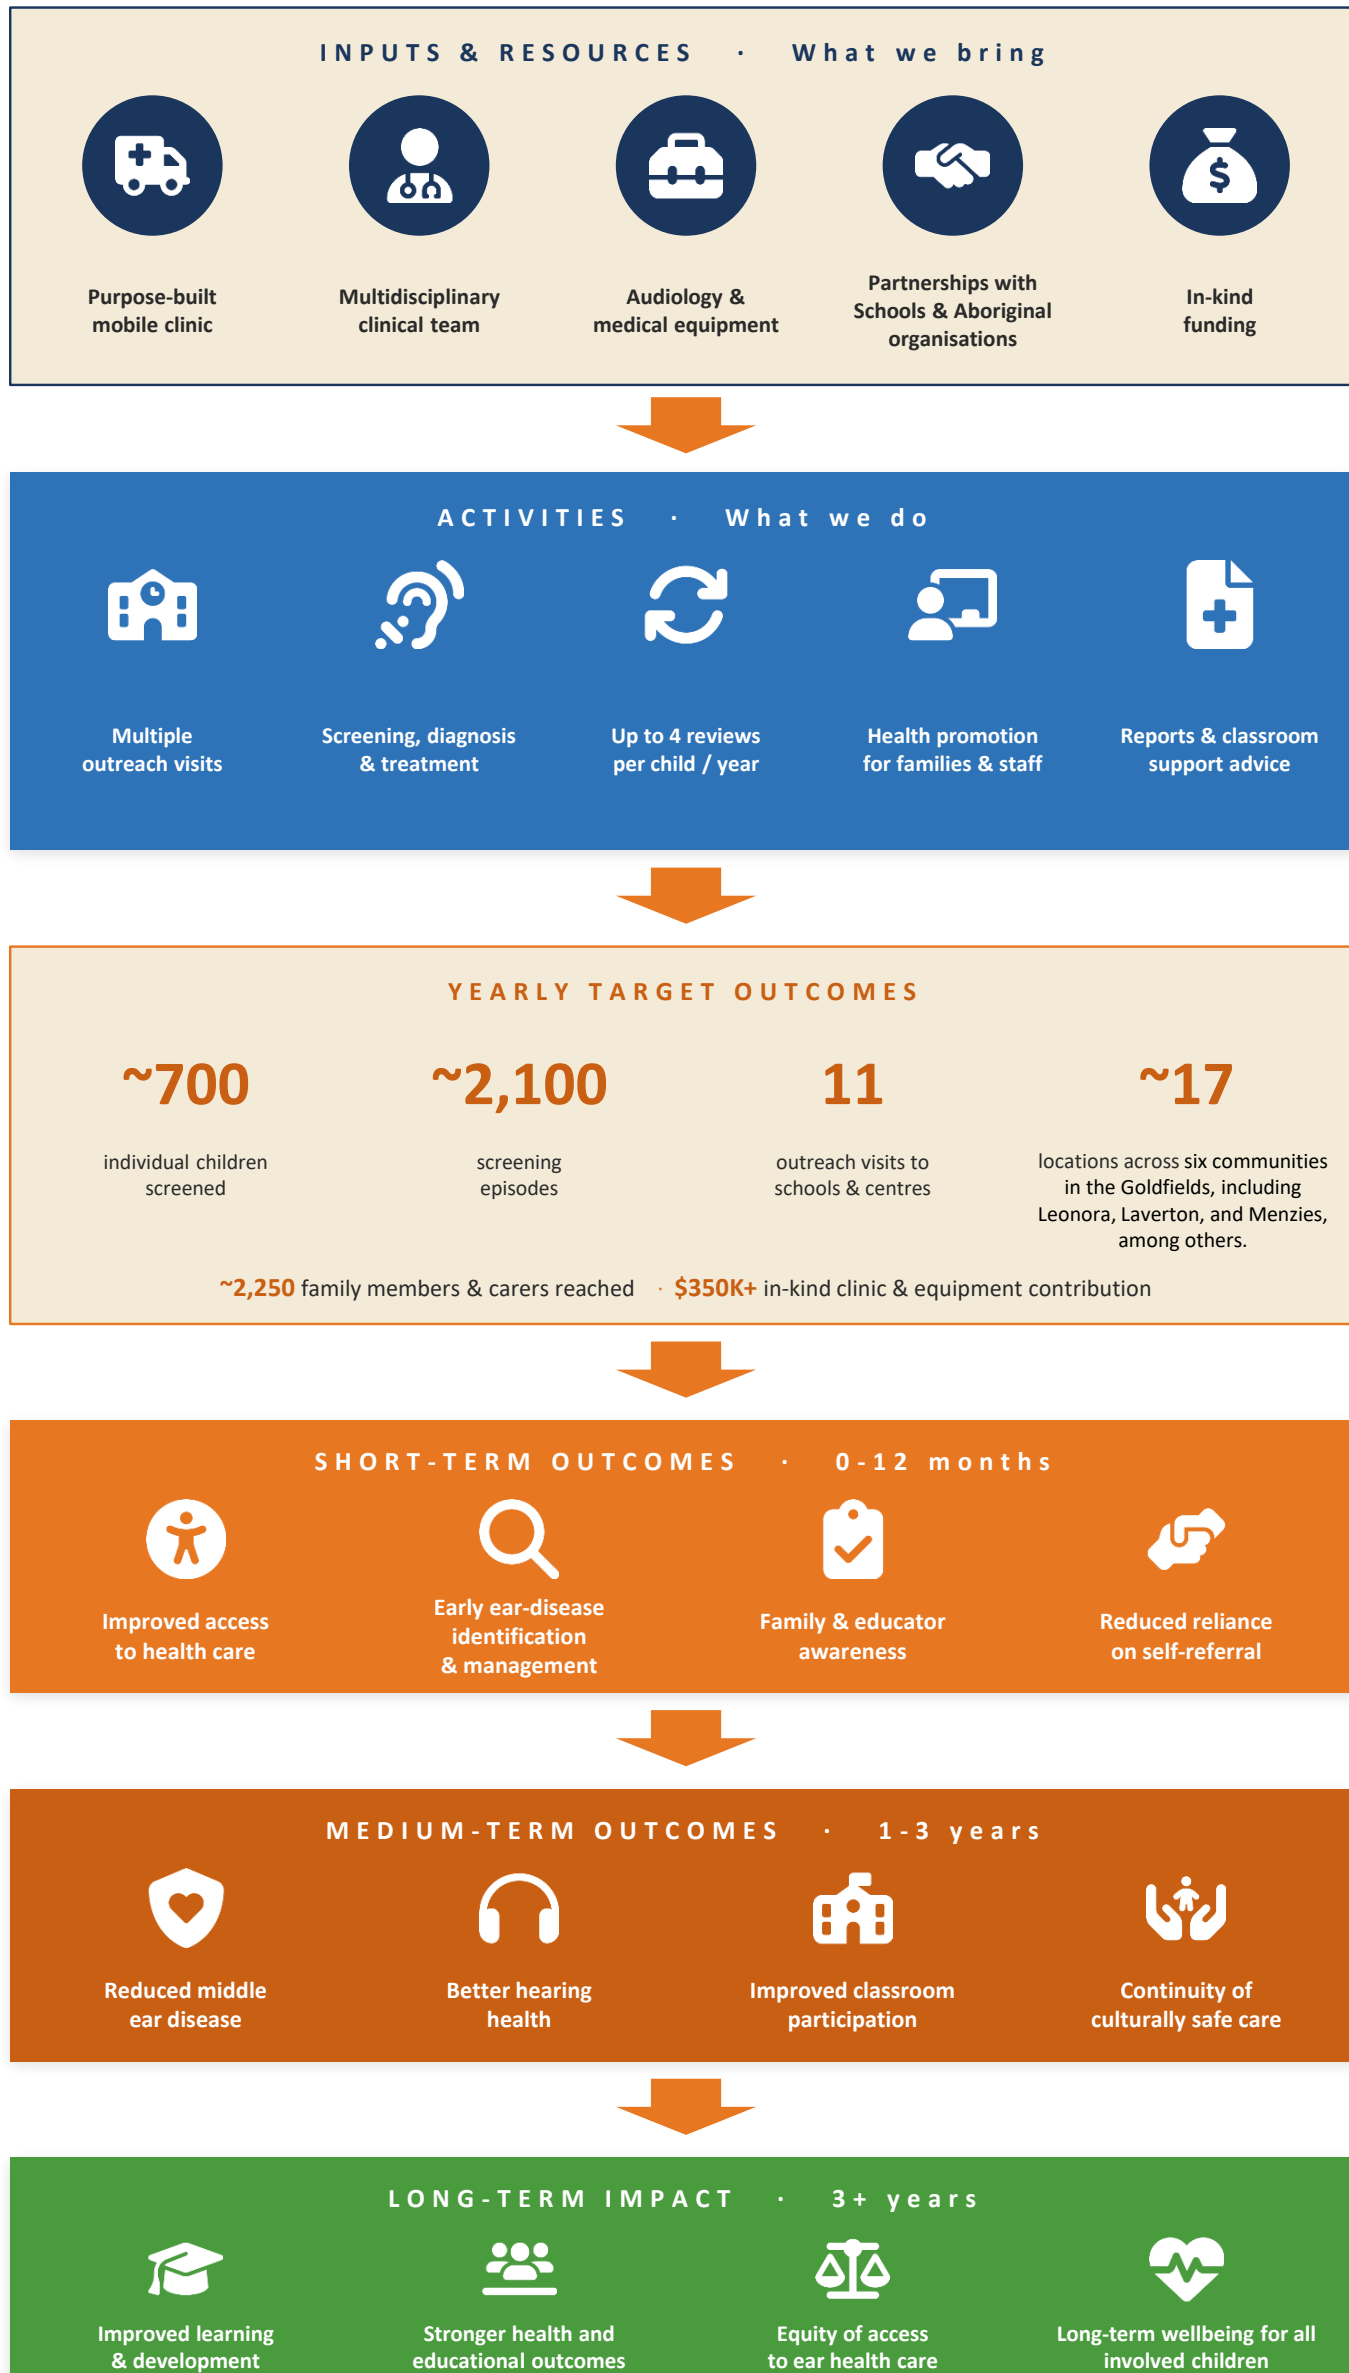 INPUTS & RESOURCES · What we bring
Purpose-built
mobile clinic
Multidisciplinary
clinical team
Audiology &
medical equipment
Partnerships with
Schools & Aboriginal
organisations
In-kind
funding
$
ACTIVITIES · What we do
Multiple
outreach visits
Screening, diagnosis
& treatment
Up to 4 reviews
per child / year
Health promotion
for families & staff
Reports & classroom
support advice
YEARLY TARGET OUTCOMES
~700
individual children
screened
~2,100
screening
episodes
11
outreach visits to
schools & centres
~17
locations across six communities
in the Goldfields, including
Leonora, Laverton, and Menzies,
among others.
~2,250 family members & carers reached · $350K+ in-kind clinic & equipment contribution
SHORT-TERM OUTCOMES · 0-12 months
Improved access
to health care
Early ear-disease
identification
& management
Family & educator
awareness
Reduced reliance
on self-referral
MEDIUM-TERM OUTCOMES · 1-3 years
Reduced middle
ear disease
Better hearing
health
Improved classroom
participation
Continuity of
culturally safe care
LONG-TERM IMPACT · 3+ years
Improved learning
& development
Stronger health and
educational outcomes
Equity of access
to ear health care
Long-term wellbeing for all
involved children